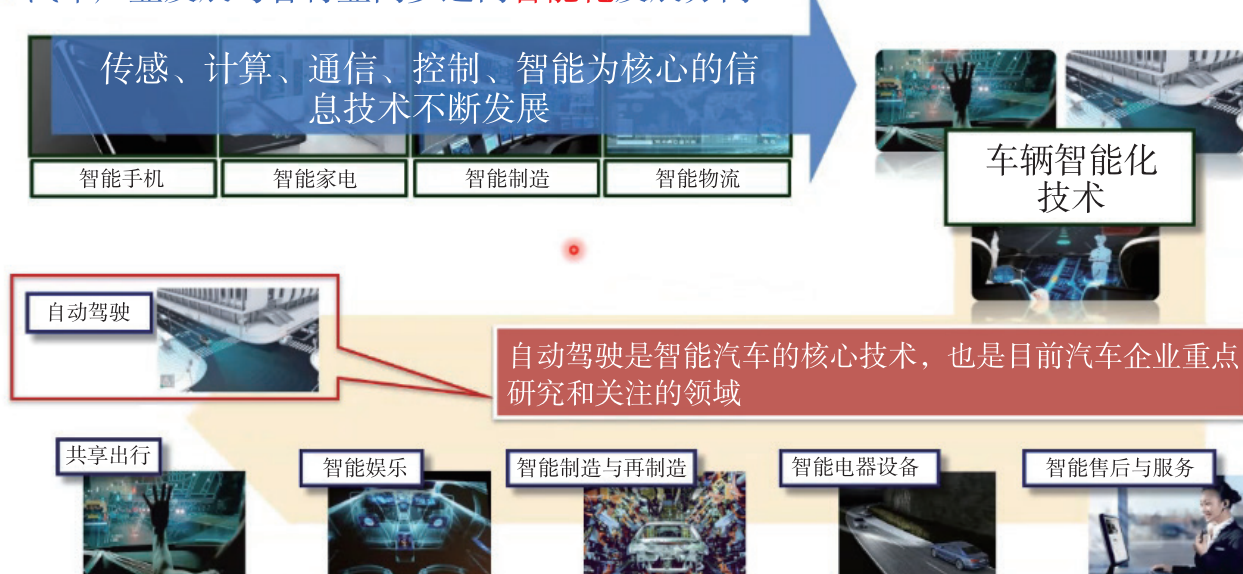 智能化
传感、计算、通信、控制、智能为核心的信
息技术不断发展
智能手机
智能家电
智能制造
智能物流
车辆智能化
技术
自动驾驶
自动驾驶是智能汽车的核心技术，也是目前汽车企业重点
研究和关注的领域
共享出行
智能娱乐
智能制造与再制造
智能电器设备
智能售后与服务